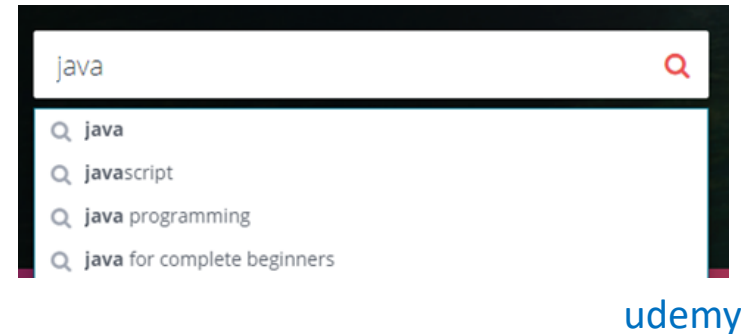 java
java
javascript
java programming
java for complete beginners
udemy